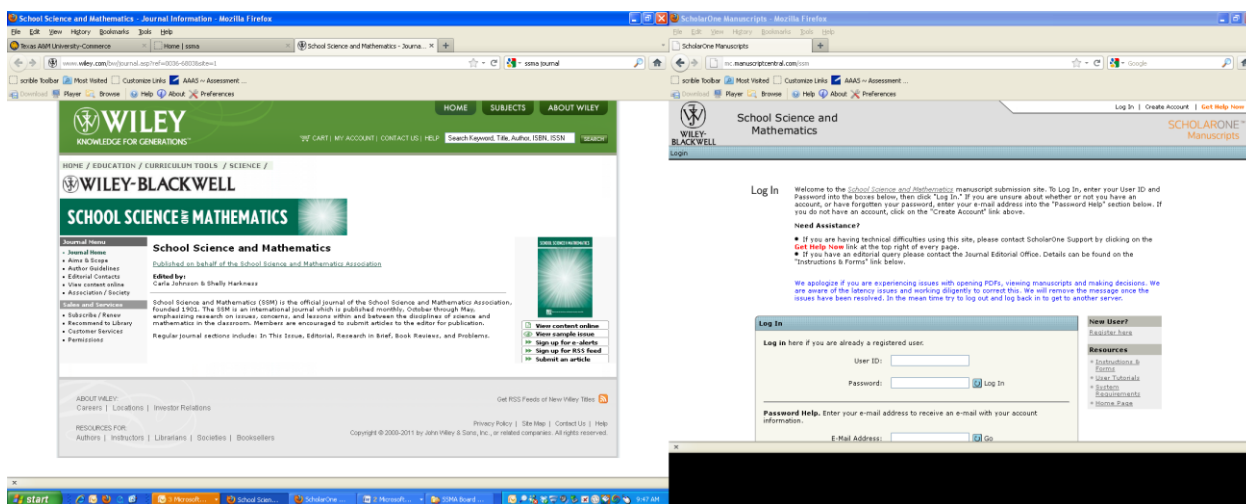 School Science and Mathematics - Journal Information - Mozilla Firefox
File Edit View History Bookmarks Tools Help
Texas A&M University-Commerce
Home | ssma
School Science and Mathematics - Journa...
www.wiley.com/bw/journal.asp?ref=0036-6803&site=1
ssma journal
scrible Toolbar Most Visited Customize Links AAAS ~ Assessment ...
Download Player Browse Help About Preferences
HOME SUBJECTS ABOUT WILEY
WILEY
KNOWLEDGE FOR GENERATIONS™
CART | MY ACCOUNT | CONTACT US | HELP
Search Keyword, Title, Author, ISBN, ISSN
SEARCH
HOME / EDUCATION / CURRICULUM TOOLS / SCIENCE /
WILEY-BLACKWELL
SCHOOL SCIENCE AND MATHEMATICS
Journal Menu
Journal Home
Aims & Scope
Author Guidelines
Editorial Contacts
View content online
Association / Society
Sales and Services
Subscribe / Renew
Recommend to Library
Customer Services
Permissions
School Science and Mathematics
Published on behalf of the School Science and Mathematics Association
Edited by:
Carla Johnson & Shelly Harkness
School Science and Mathematics (SSM) is the official journal of the School Science and Mathematics Association,
founded 1901. The SSM is an international journal which is published monthly, October through May,
emphasizing research on issues, concerns, and lessons within and between the disciplines of science and
mathematics in the classroom. Members are encouraged to submit articles to the editor for publication.
Regular journal sections include: In This Issue, Editorial, Research in Brief, Book Reviews, and Problems.
SCHOOL SCIENCE AND MATHEMATICS
View content online
View sample issue
Sign up for e-alerts
Sign up for RSS feed
Submit an article
ABOUT WILEY:
Careers | Locations | Investor Relations
Get RSS Feeds of New Wiley Titles
RESOURCES FOR:
Authors | Instructors | Librarians | Societies | Booksellers
Privacy Policy | Site Map | Contact Us | Help
Copyright © 2000-2011 by John Wiley & Sons, Inc., or related companies. All rights reserved.
start
3 Microsoft...
School Scien...
ScholarOne ...
2 Microsoft...
SSMA Board ...
9:47 AM
ScholarOne Manuscripts - Mozilla Firefox
File Edit View History Bookmarks Tools Help
ScholarOne Manuscripts
mc.manuscriptcentral.com/ssm
Google
scrible Toolbar Most Visited Customize Links AAAS ~ Assessment ...
Download Player Browse Help About Preferences
WILEY-
BLACKWELL
School Science and
Mathematics
Log In | Create Account | Get Help Now
SCHOLARONE™
Manuscripts
Login
Log In
Welcome to the School Science and Mathematics manuscript submission site. To Log In, enter your User ID and
Password into the boxes below, then click "Log In." If you are unsure about whether or not you have an
account, or have forgotten your password, enter your e-mail address into the "Password Help" section below. If
you do not have an account, click on the "Create Account" link above.
Need Assistance?
If you are having technical difficulties using this site, please contact ScholarOne Support by clicking on the
Get Help Now link at the top right of every page.
If you have an editorial query please contact the Journal Editorial Office. Details can be found on the
"Instructions & Forms" link below.
We apologize if you are experiencing issues with opening PDFs, viewing manuscripts and making decisions. We
are aware of the latency issues and working diligently to correct this. We will remove the message once the
issues have been resolved. In the mean time try to log out and log back in to get to
another server.
Log In
Log in here if you are already a registered user.
User ID:
Password:
Log In
Password Help. Enter your e-mail address to receive an e-mail with your account
information.
E-Mail Address:
Go
New User?
Register here
Resources
Instructions &
Forms
User Tutorials
System
Requirements
Home Page